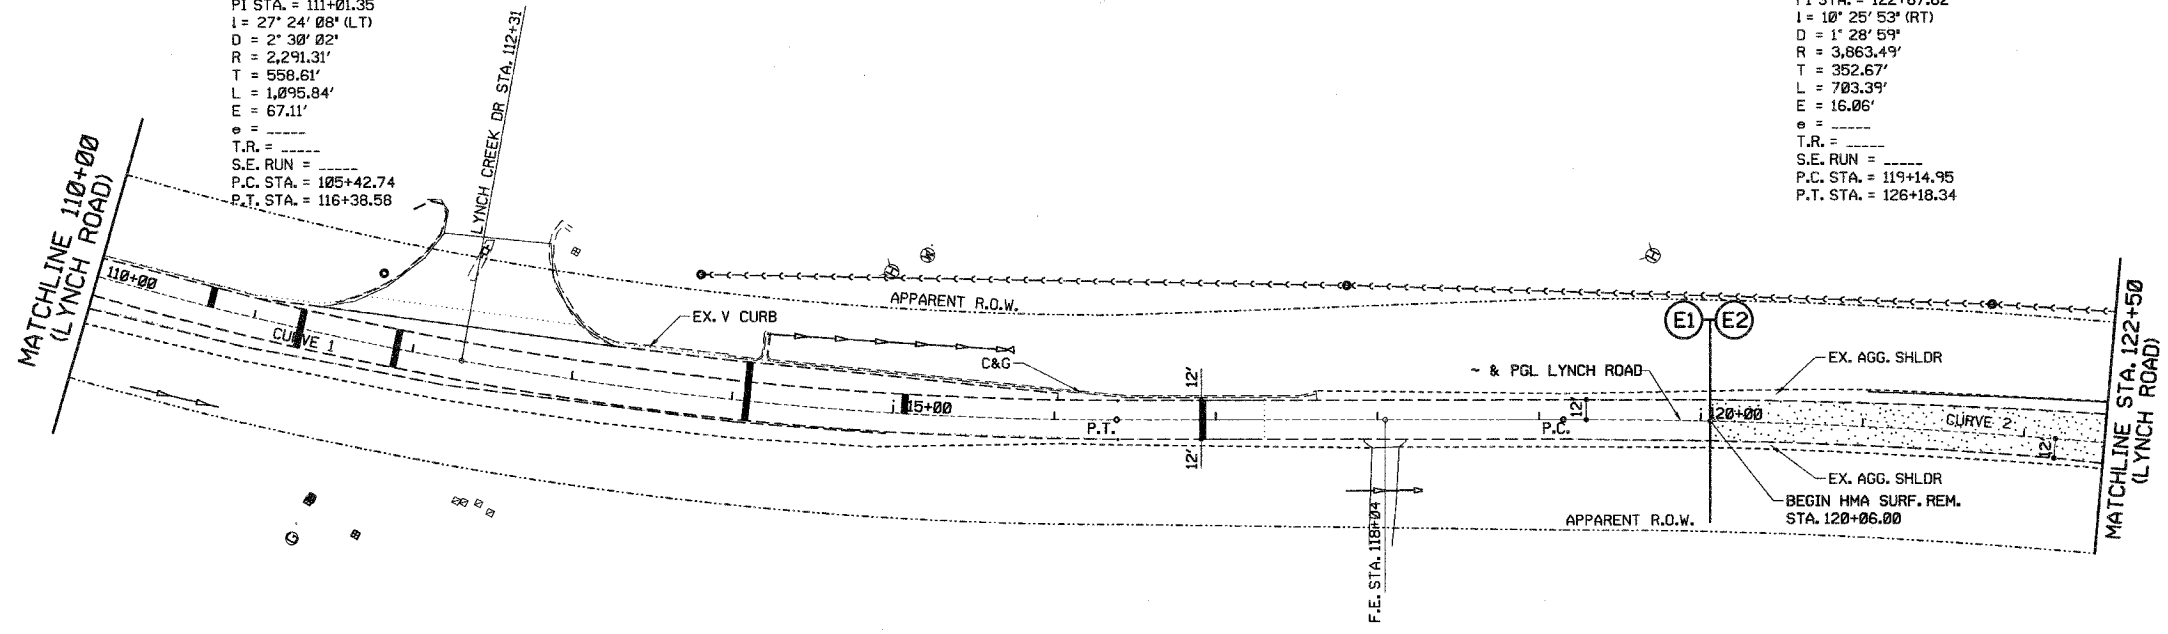 PI STA. = 111+01.35
I = 27° 24' 08" (LT)
D = 2° 30' 02"
R = 2,291.31'
T = 558.61'
L = 1,095.84'
E = 67.11'
e = _____
T.R. = _____
S.E. RUN = _____
P.C. STA. = 105+42.74
P.T. STA. = 116+38.58
PI STA. = 122+67.62
I = 10° 25' 53" (RT)
D = 1° 28' 59"
R = 3,863.49'
T = 352.67'
L = 703.39'
E = 16.06'
e = _____
T.R. = _____
S.E. RUN = _____
P.C. STA. = 119+14.95
P.T. STA. = 126+18.34
LYNCH CREEK DR STA. 112+31
MATCHLINE 110+00
(LYNCH ROAD)
110+00
CURVE 1
EX. V CURB
APPARENT R.O.W.
C&G
H
W
H
E1
E2
12'
12'
15+00
P.T.
P.C.
~ & PGL LYNCH ROAD
12'
120+00
CURVE 2
12'
EX. AGG. SHLDR
EX. AGG. SHLDR
BEGIN HMA SURF. REM.
STA. 120+06.00
APPARENT R.O.W.
F.E. STA. 118+04
G
MATCHLINE STA. 122+50
(LYNCH ROAD)